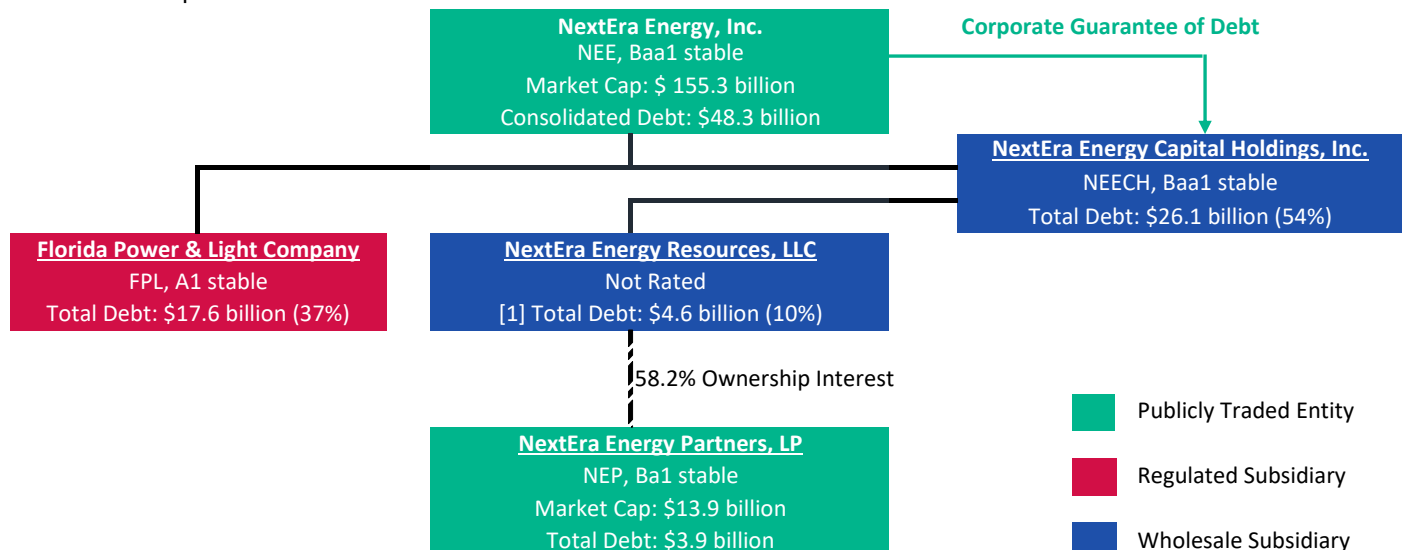 NextEra Energy, Inc.
NEE, Baa1 stable
Market Cap: $ 155.3 billion
Consolidated Debt: $48.3 billion
Corporate Guarantee of Debt
NextEra Energy Capital Holdings, Inc.
NEECH, Baa1 stable
Total Debt: $26.1 billion (54%)
Florida Power & Light Company
FPL, A1 stable
Total Debt: $17.6 billion (37%)
NextEra Energy Resources, LLC
Not Rated
[1] Total Debt: $4.6 billion (10%)
58.2% Ownership Interest
NextEra Energy Partners, LP
NEP, Ba1 stable
Market Cap: $13.9 billion
Total Debt: $3.9 billion
Publicly Traded Entity
Regulated Subsidiary
Wholesale Subsidiary